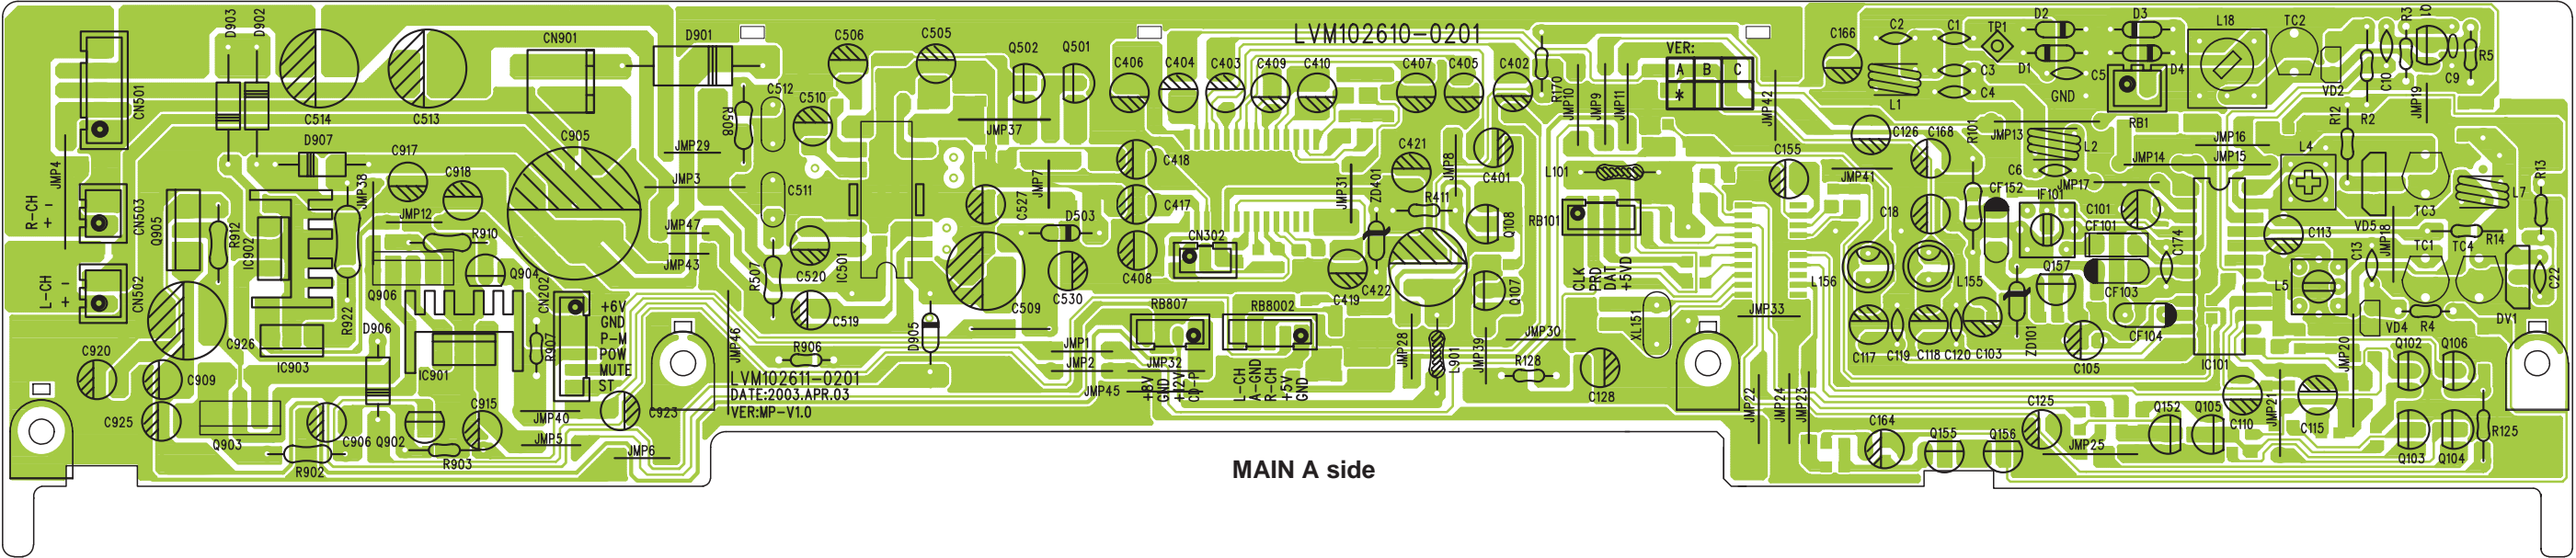 LVM102610-0201
D903
D902
CN901
D901
C506
C505
Q502
Q501
C406
C404
C403
C409
C410
C407
C405
C402
R170
JMP10
JMP9
JMP11
VER:
A B C
*
JMP42
C166
C2
C1
TP1
D2
D3
L18
TC2
R3
Q1
R5
C3
C4
D1
C5
D4
GND
L1
VD2
C10
C9
R2
JMP19
R12
CN501
C514
C513
R508
C512
C510
JMP37
RB1
JMP4
D907
C917
C918
C905
JMP29
JMP3
C511
C527
JMP7
C418
C417
C421
JMP8
C401
L101
C155
C126
C168
R101
JMP13
L2
C6
JMP16
JMP14
JMP15
L4
R13
R-CH
+ -
CN503
Q905
R912
IC902
JMP38
JMP12
R910
JMP47
JMP43
D503
JMP31
ZD401
R411
Q108
RB101
JMP41
C18
CF152
JMP17
IF101
C101
CF101
C174
C113
VD5
JMP18
TC3
L7
R14
C13
TC1
TC4
C22
L-CH
+ -
CN502
Q906
Q904
CN202
R507
C520
IC501
C509
C530
C408
CN302
C419
C422
Q107
CLK
PRD
DAT
+5VD
XL151
L156
L155
Q157
CF103
L5
R922
+6V
GND
P-M
POW
MUTE
ST
C519
D905
RB807
RB8002
JMP33
ZD101
CF104
VD4
R4
DV1
C920
C926
IC903
D906
IC901
R907
JMP46
R906
JMP1
JMP2
JMP32
JMP45
JMP28
L901
JMP39
JMP30
R128
C117
C119
C118
C120
C103
C105
IC101
JMP20
Q102
Q106
C909
LVM102611-0201
DATE:2003.APR.03
VER:MP-V1.0
+8V
GND
+12V
CD-P
L-CH
A-GND
R-CH
+5V
GND
C128
JMP22
JMP24
JMP23
C925
Q903
C906
Q902
C915
JMP40
C923
C164
Q155
Q156
C125
JMP25
Q152
Q105
C110
JMP21
C115
Q103
Q104
R125
R902
R903
JMP5
JMP6
MAIN A side